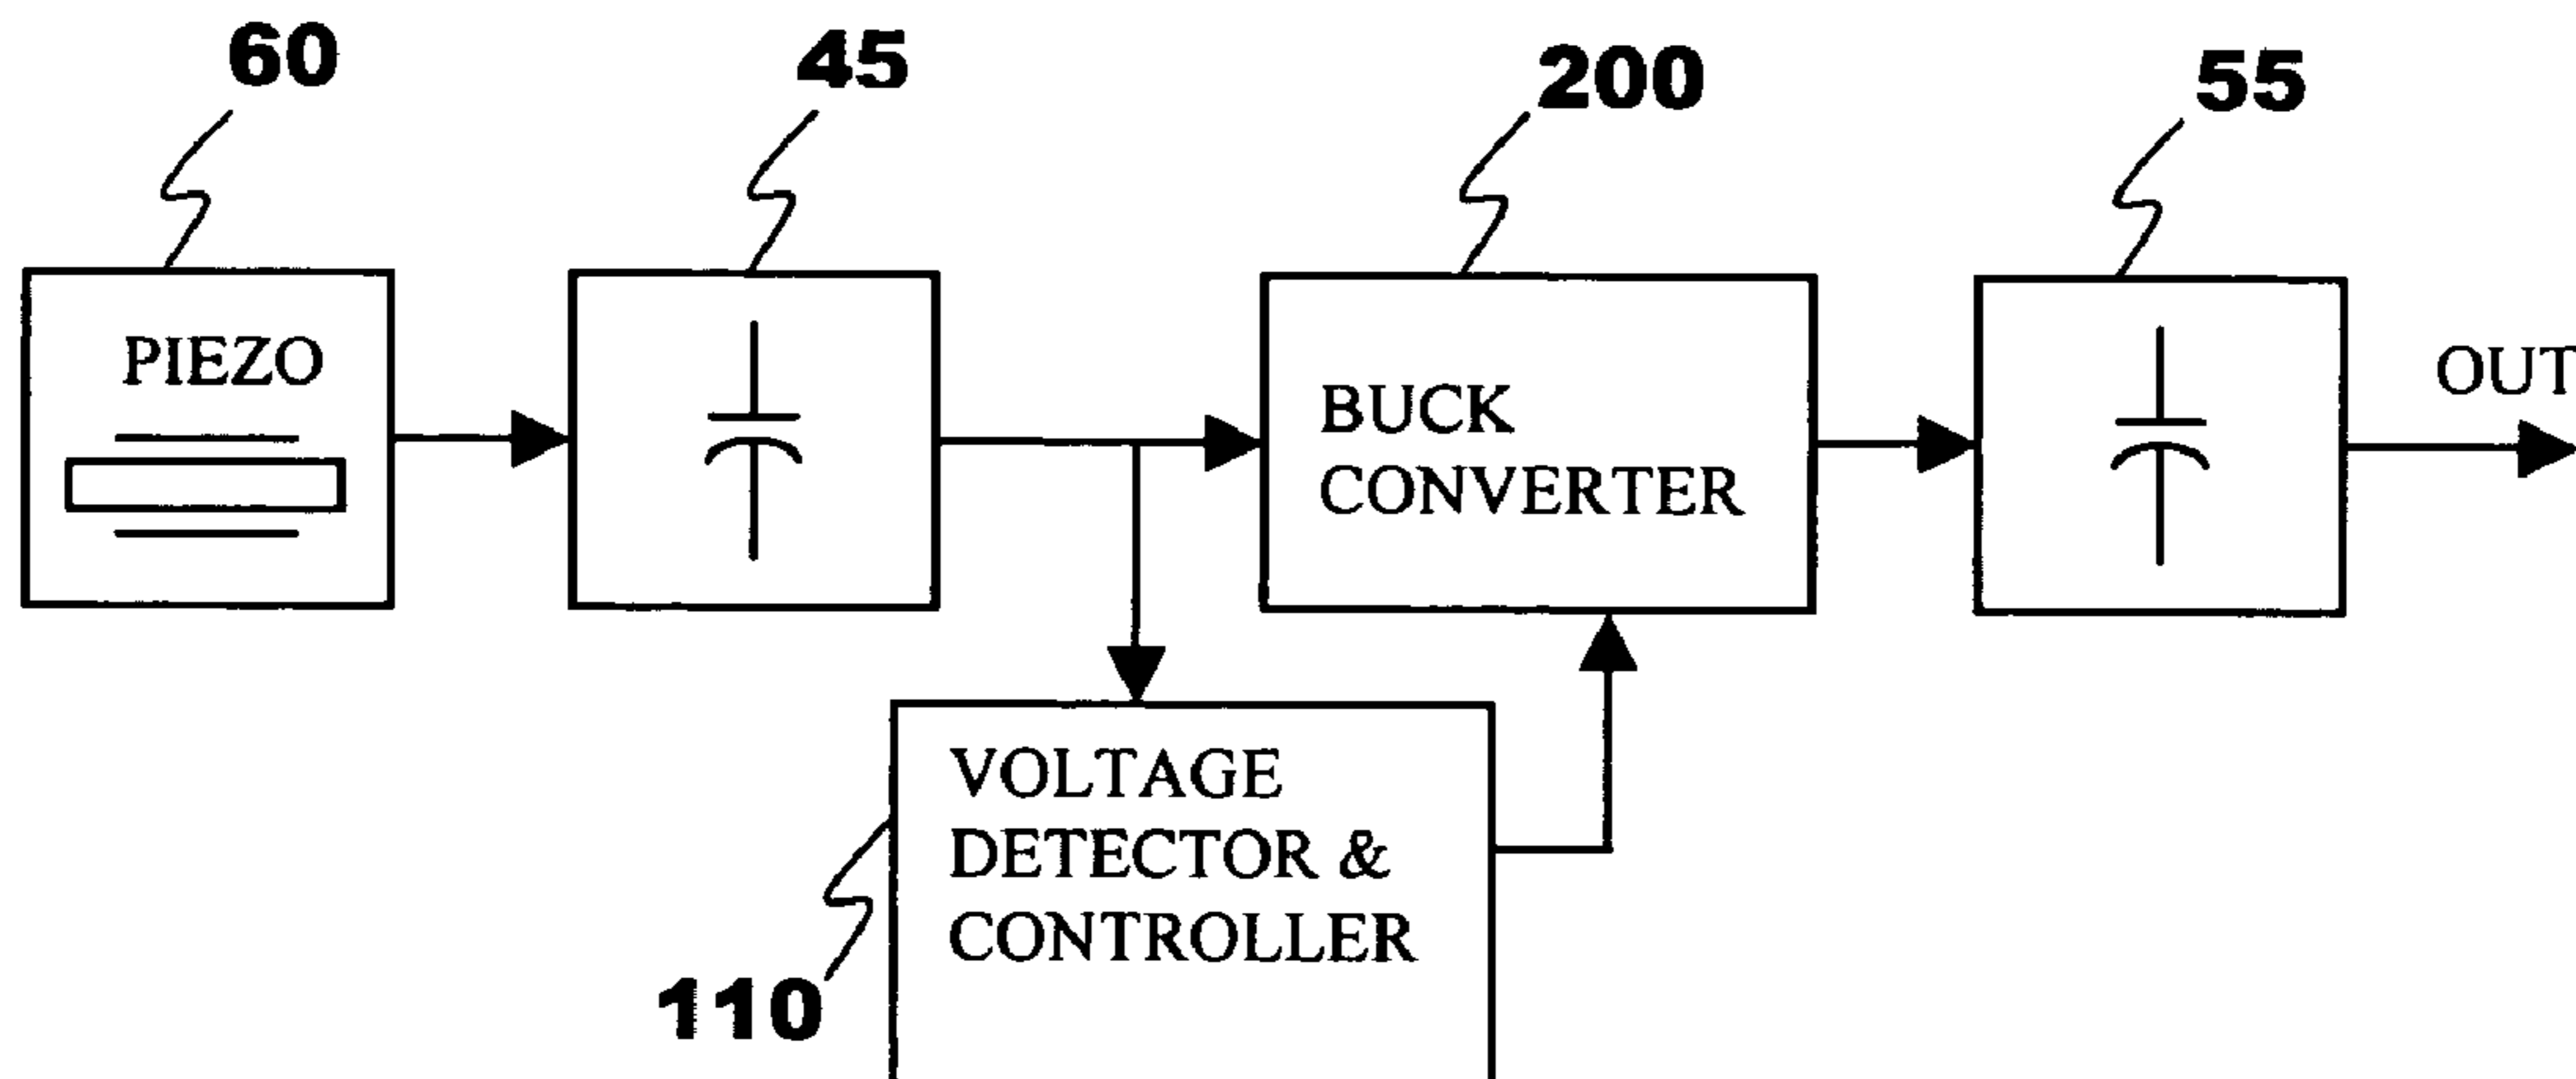 60
45
200
55
PIEZO
BUCK
CONVERTER
OUT
VOLTAGE
DETECTOR &
CONTROLLER
110